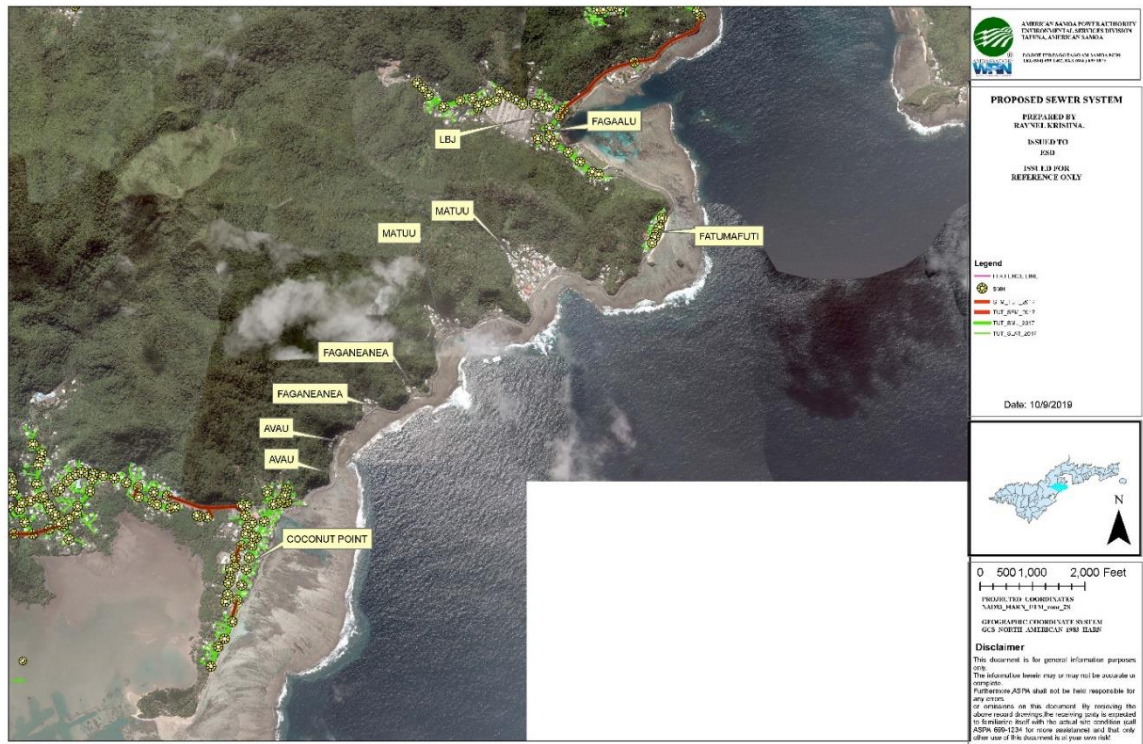 AMERICAN SAMOA POWER AUTHORITY
ENVIRONMENTAL SERVICES DIVISION
TAFUNA, AMERICAN SAMOA
PROPOSED SEWER SYSTEM
PREPARED BY
RAVNEL KRISHNA.
ISSUED TO
ESD
ISSUED FOR
REFERENCE ONLY
Legend
SMH
Date: 10/9/2019
N
0 500 1,000 2,000 Feet
PROJECTED COORDINATES
GEOGRAPHIC COORDINATE SYSTEM
GCS NORTH AMERICAN 1983 HARN
Disclaimer
This document is for general information purposes
only.
The information herein may or may not be accurate or
complete.
Furthermore,ASPA shall not be held responsible for
any errors
or omissions on this document. By receiving the
above record drawings,the receiving party is expected
to familiarize itself with the actual site condition (call
ASPA 699-1234 for more assistance) and that only
other use of this document is at your own risk!
LBJ
FAGAALU
MATUU
MATUU
FATUMAFUTI
FAGANEANEA
FAGANEANEA
AVAU
AVAU
COCONUT POINT